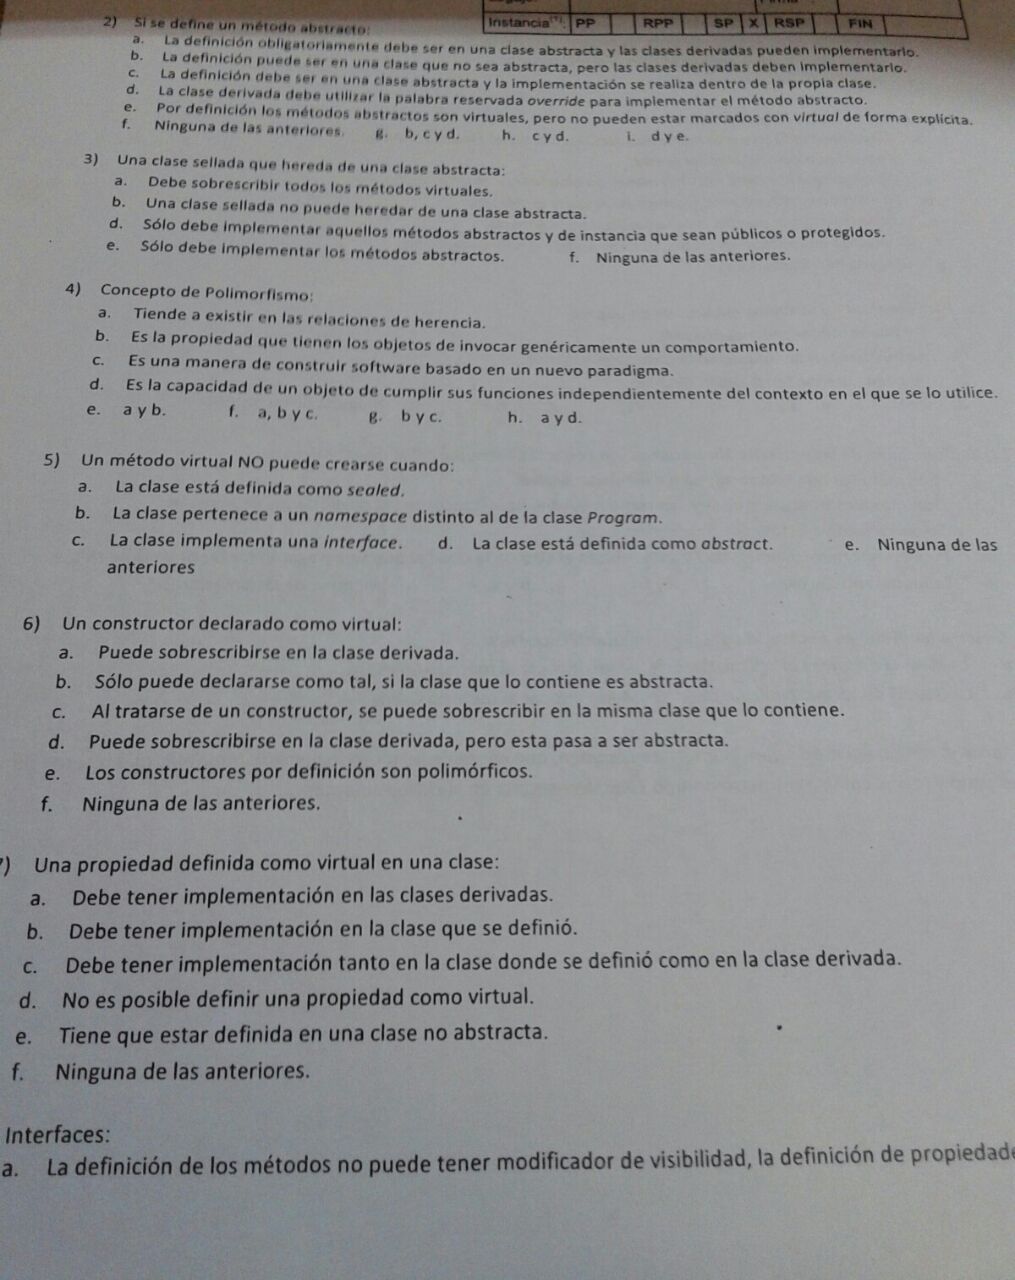 Instancia(1): PP RPP SP X RSP FIN
2) Si se define un método abstracto:
a. La definición obligatoriamente debe ser en una clase abstracta y las clases derivadas pueden implementarlo.
b. La definición puede ser en una clase que no sea abstracta, pero las clases derivadas deben implementarlo.
c. La definición debe ser en una clase abstracta y la implementación se realiza dentro de la propia clase.
d. La clase derivada debe utilizar la palabra reservada override para implementar el método abstracto.
e. Por definición los métodos abstractos son virtuales, pero no pueden estar marcados con virtual de forma explícita.
f. Ninguna de las anteriores. g. b, c y d. h. c y d. i. d y e.
3) Una clase sellada que hereda de una clase abstracta:
a. Debe sobrescribir todos los métodos virtuales.
b. Una clase sellada no puede heredar de una clase abstracta.
d. Sólo debe implementar aquellos métodos abstractos y de instancia que sean públicos o protegidos.
e. Sólo debe implementar los métodos abstractos. f. Ninguna de las anteriores.
4) Concepto de Polimorfismo:
a. Tiende a existir en las relaciones de herencia.
b. Es la propiedad que tienen los objetos de invocar genéricamente un comportamiento.
c. Es una manera de construir software basado en un nuevo paradigma.
d. Es la capacidad de un objeto de cumplir sus funciones independientemente del contexto en el que se lo utilice.
e. a y b. f. a, b y c. g. b y c. h. a y d.
5) Un método virtual NO puede crearse cuando:
a. La clase está definida como sealed.
b. La clase pertenece a un namespace distinto al de la clase Program.
c. La clase implementa una interface. d. La clase está definida como abstract. e. Ninguna de las
anteriores
6) Un constructor declarado como virtual:
a. Puede sobrescribirse en la clase derivada.
b. Sólo puede declararse como tal, si la clase que lo contiene es abstracta.
c. Al tratarse de un constructor, se puede sobrescribir en la misma clase que lo contiene.
d. Puede sobrescribirse en la clase derivada, pero esta pasa a ser abstracta.
e. Los constructores por definición son polimórficos.
f. Ninguna de las anteriores.
7) Una propiedad definida como virtual en una clase:
a. Debe tener implementación en las clases derivadas.
b. Debe tener implementación en la clase que se definió.
c. Debe tener implementación tanto en la clase donde se definió como en la clase derivada.
d. No es posible definir una propiedad como virtual.
e. Tiene que estar definida en una clase no abstracta.
f. Ninguna de las anteriores.
Interfaces:
a. La definición de los métodos no puede tener modificador de visibilidad, la definición de propiedade